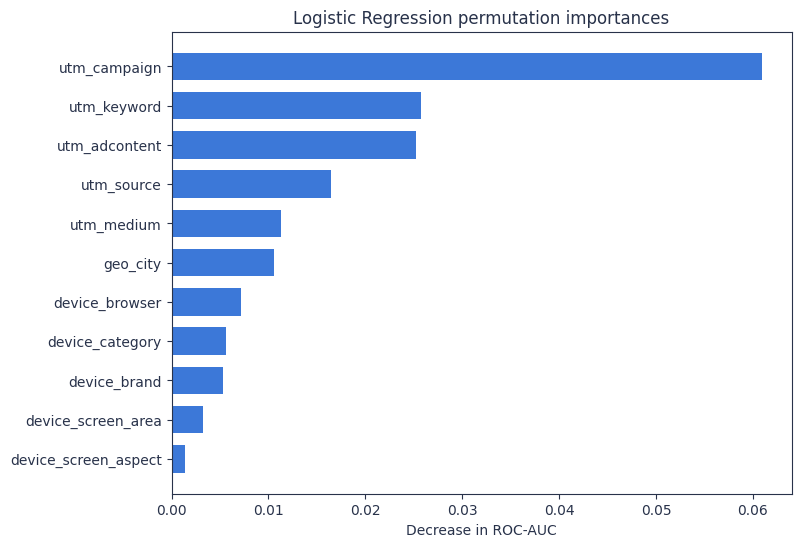 Logistic Regression permutation importances
utm_campaign
utm_keyword
utm_adcontent
utm_source
utm_medium
geo_city
device_browser
device_category
device_brand
device_screen_area
device_screen_aspect
0.00 0.01 0.02 0.03 0.04 0.05 0.06
Decrease in ROC-AUC